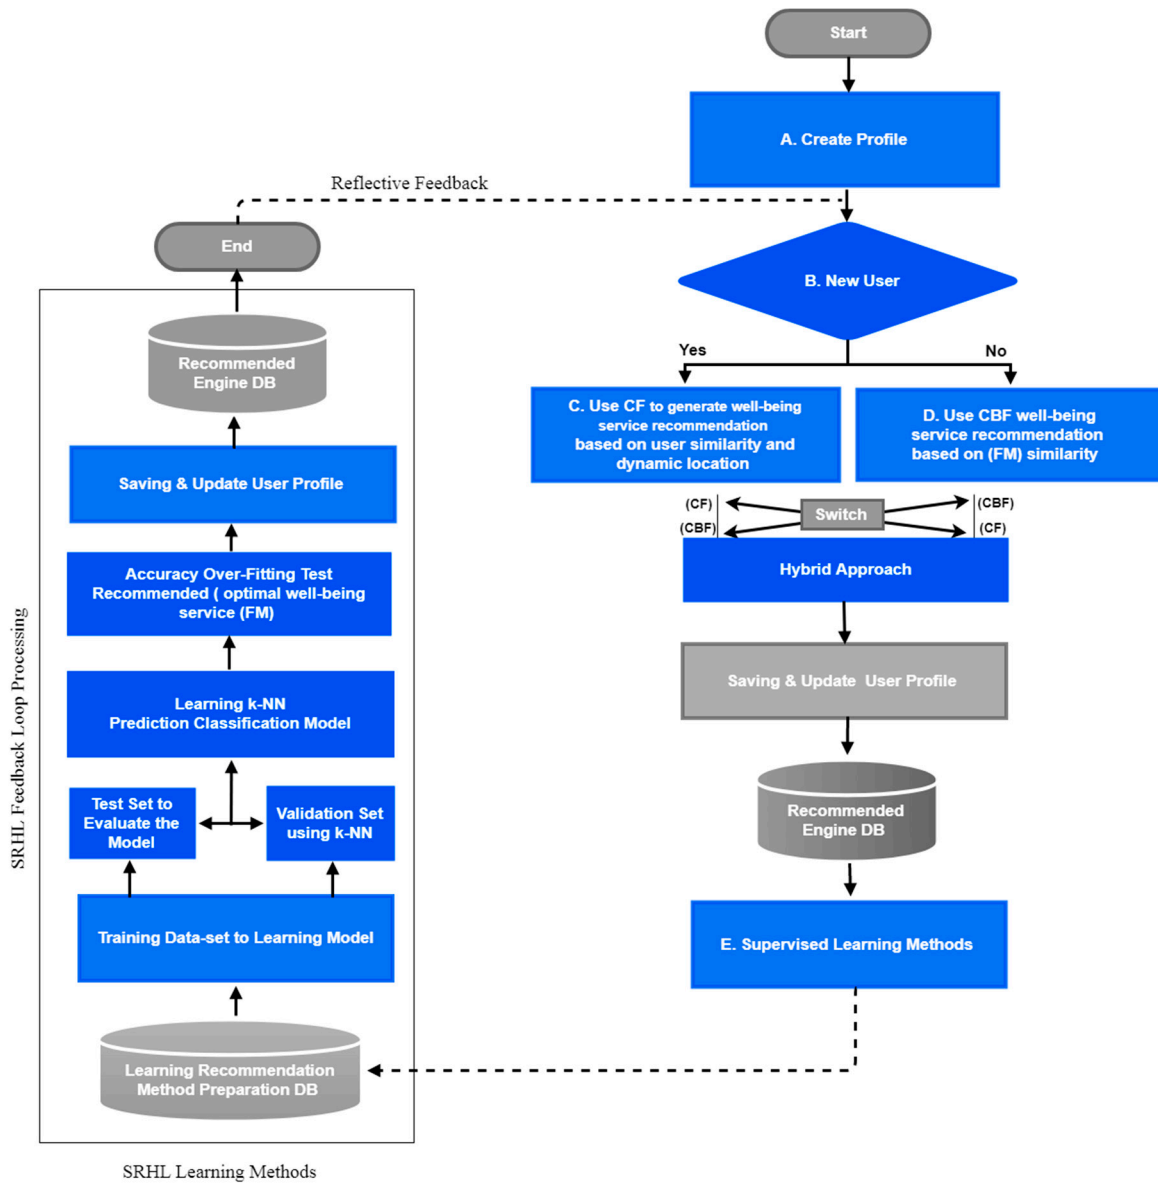 Start
A. Create Profile
Reflective Feedback
End
B. New User
Yes
No
Recommended
Engine DB
C. Use CF to generate well-being
service recommendation
based on user similarity and
dynamic location
D. Use CBF well-being
service recommendation
based on (FM) similarity
(CF)
(CBF)
Switch
(CBF)
(CF)
Hybrid Approach
Saving & Update User Profile
Recommended
Engine DB
E. Supervised Learning Methods
Saving & Update User Profile
Accuracy Over-Fitting Test
Recommended ( optimal well-being
service (FM)
Learning k-NN
Prediction Classification Model
Test Set to
Evaluate the
Model
Validation Set
using k-NN
Training Data-set to Learning Model
Learning Recommendation
Method Preparation DB
SRHL Feedback Loop Processing
SRHL Learning Methods